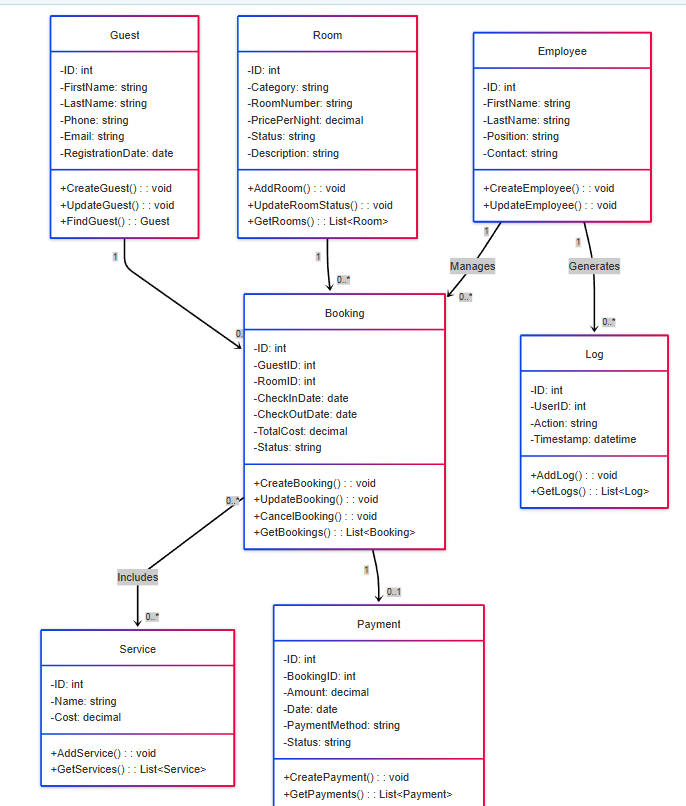 Guest
-ID: int
-FirstName: string
-LastName: string
-Phone: string
-Email: string
-RegistrationDate: date
+CreateGuest() : : void
+UpdateGuest() : : void
+FindGuest() : : Guest
Room
-ID: int
-Category: string
-RoomNumber: string
-PricePerNight: decimal
-Status: string
-Description: string
+AddRoom() : : void
+UpdateRoomStatus() : : void
+GetRooms() : : List<Room>
Employee
-ID: int
-FirstName: string
-LastName: string
-Position: string
-Contact: string
+CreateEmployee() : : void
+UpdateEmployee() : : void
1
1
1
1
Manages
Generates
0..*
0..*
0..*
0.
Booking
-ID: int
-GuestID: int
-RoomID: int
-CheckInDate: date
-CheckOutDate: date
-TotalCost: decimal
-Status: string
+CreateBooking() : : void
+UpdateBooking() : : void
+CancelBooking() : : void
+GetBookings() : : List<Booking>
Log
-ID: int
-UserID: int
-Action: string
-Timestamp: datetime
+AddLog() : : void
+GetLogs() : : List<Log>
0..*
Includes
0..*
1
0..1
Service
-ID: int
-Name: string
-Cost: decimal
+AddService() : : void
+GetServices() : : List<Service>
Payment
-ID: int
-BookingID: int
-Amount: decimal
-Date: date
-PaymentMethod: string
-Status: string
+CreatePayment() : : void
+GetPayments() : : List<Payment>